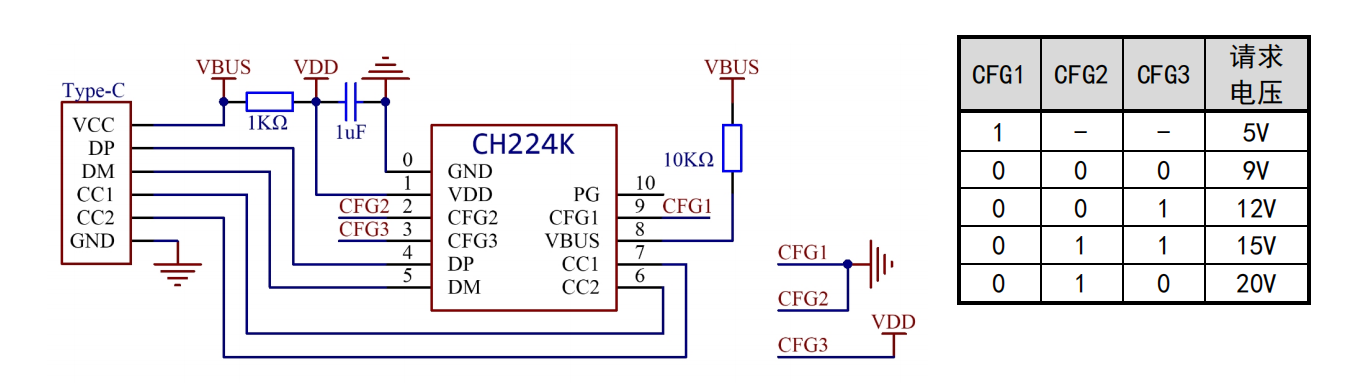 VBUS
VDD
Type-C
1KΩ
1uF
VCC
DP
DM
CC1
CC2
GND
CH224K
0
GND
1
VDD
CFG2
2
CFG2
CFG3
3
CFG3
4
DP
5
DM
PG
10
CFG1
9
CFG1
VBUS
8
CC1
7
CC2
6
VBUS
10KΩ
CFG1
CFG2
CFG3
VDD
CFG1 CFG2 CFG3 请求
电压
1 - - 5V
0 0 0 9V
0 0 1 12V
0 1 1 15V
0 1 0 20V